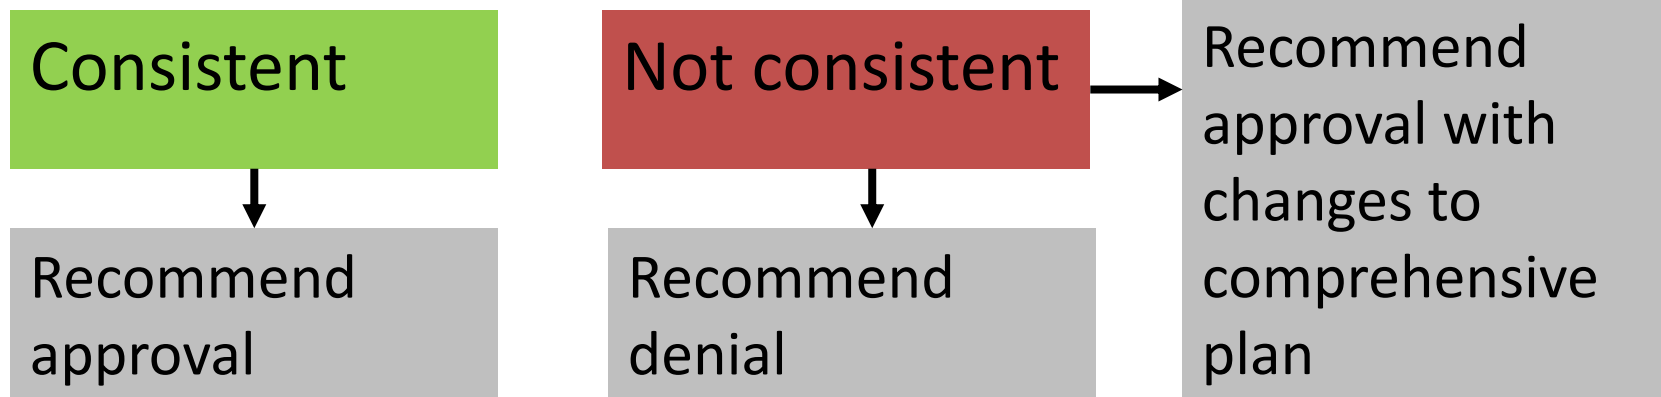 Consistent
Recommend
approval
Not consistent
Recommend
denial
Recommend
approval with
changes to
comprehensive
plan